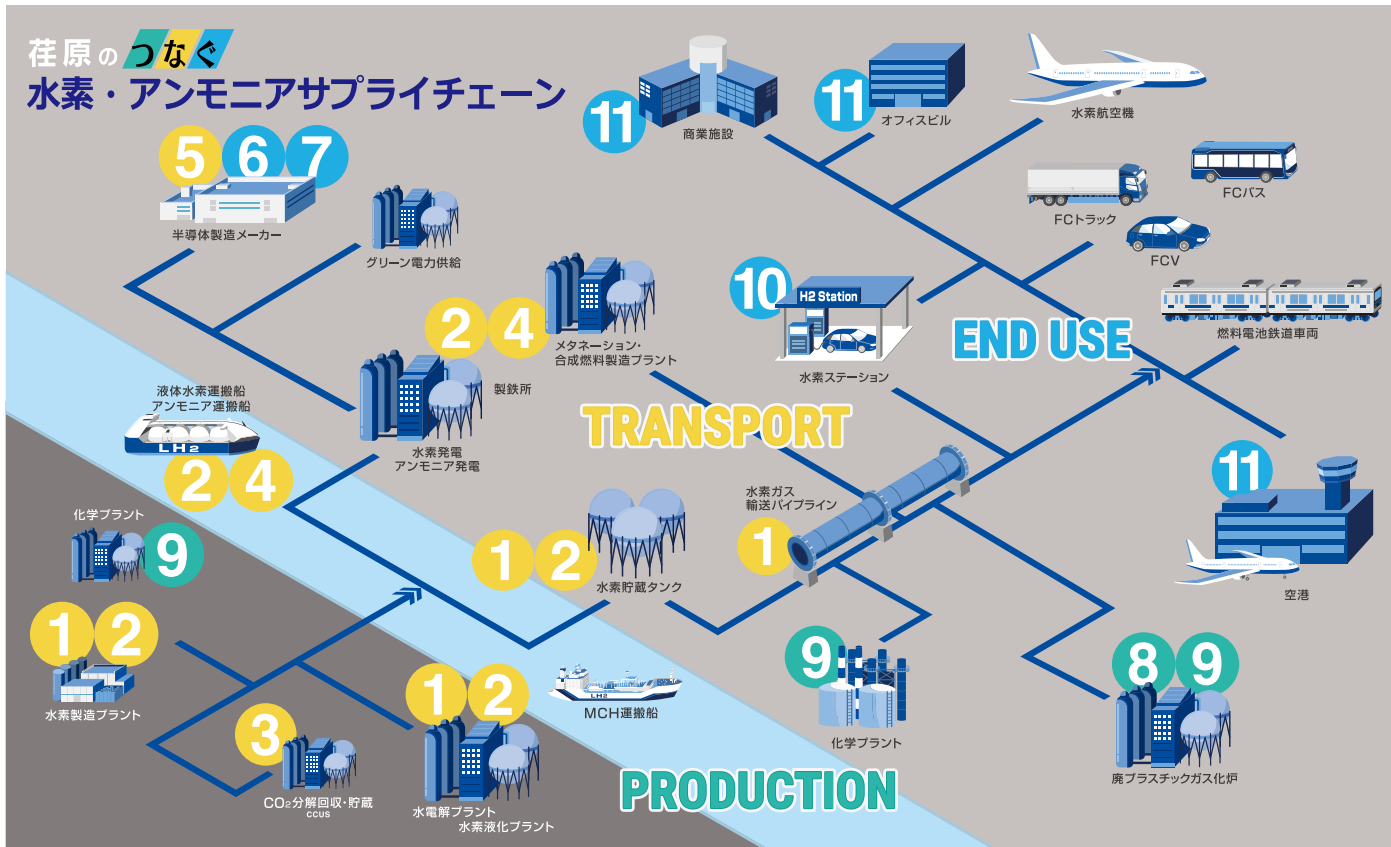 荏原のつなぐ
水素・アンモニアサプライチェーン
5 6 7
半導体製造メーカー
グリーン電力供給
11
商業施設
11
オフィスビル
水素航空機
FCトラック
FCバス
FCV
10
H2 Station
水素ステーション
END USE
燃料電池鉄道車両
2 4
メタネーション・
合成燃料製造プラント
製鉄所
水素発電
アンモニア発電
TRANSPORT
液体水素運搬船
アンモニア運搬船
LH2
2 4
化学プラント
9
1 2
水素貯蔵タンク
水素ガス
輸送パイプライン
1
11
空港
1 2
水素製造プラント
3
CO₂分解回収・貯蔵
CCUS
1 2
水電解プラント
水素液化プラント
LH2
MCH運搬船
9
化学プラント
8 9
廃プラスチックガス化炉
PRODUCTION